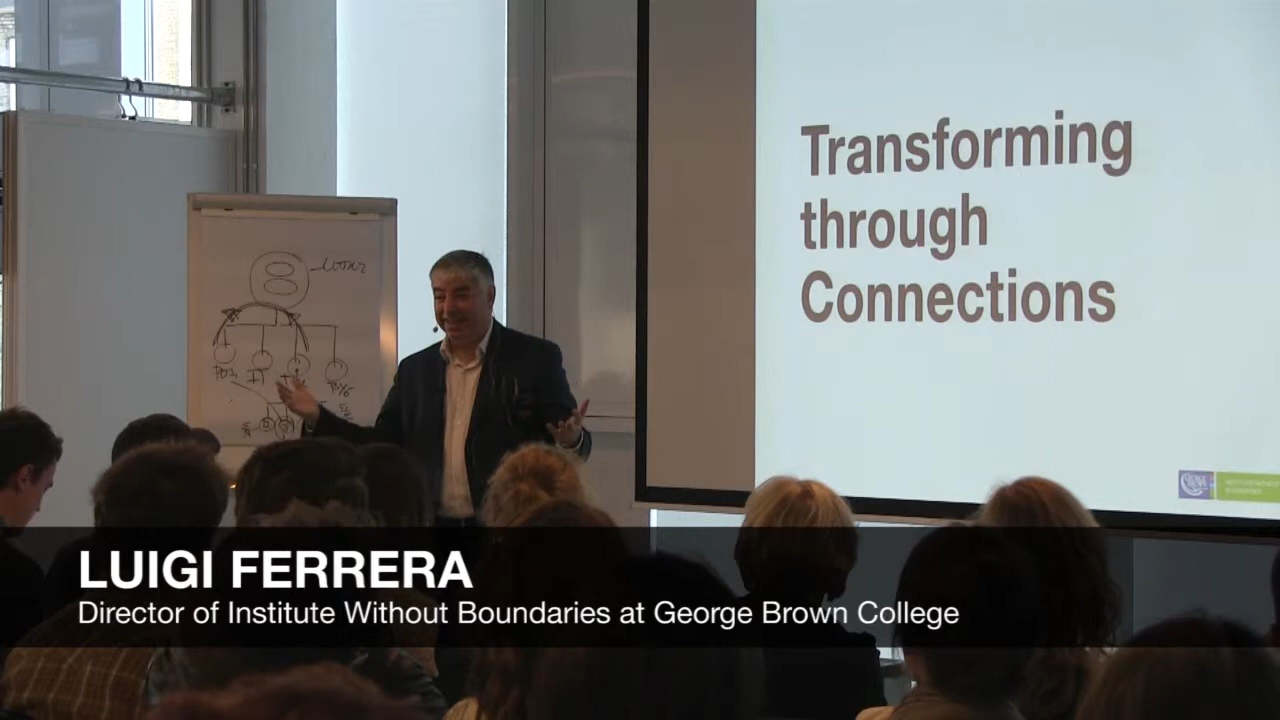 Transforming
through
Connections
LUIGI FERRERA
Director of Institute Without Boundaries at George Brown College